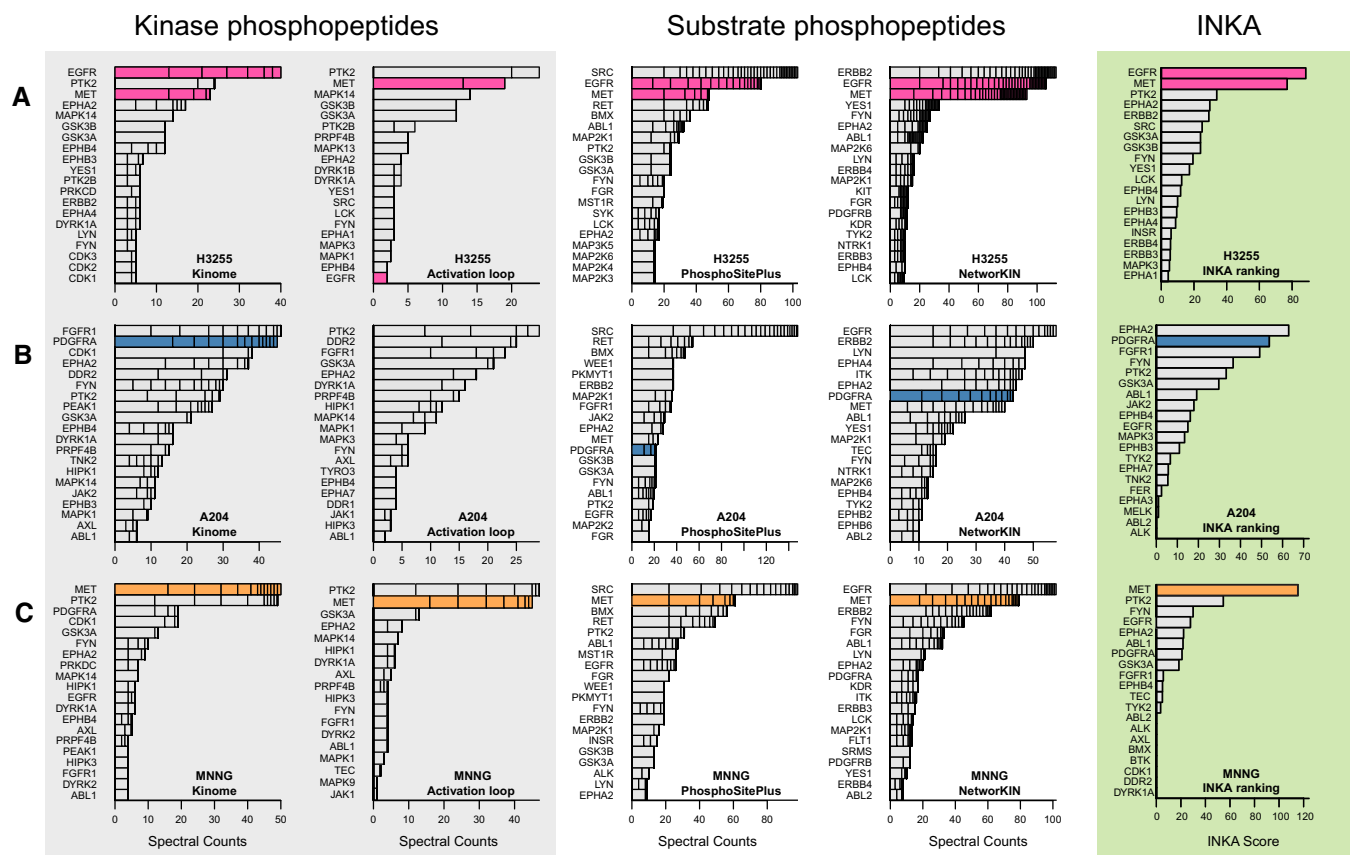 Kinase phosphopeptides
Substrate phosphopeptides
INKA
A
EGFR
PTK2
MET
EPHA2
MAPK14
GSK3B
GSK3A
EPHB4
EPHB3
YES1
PTK2B
PRKCD
ERBB2
EPHA4
DYRK1A
LYN
FYN
CDK3
CDK2
CDK1
H3255
Kinome
0 10 20 30 40
PTK2
MET
MAPK14
GSK3B
GSK3A
PTK2B
PRPF4B
MAPK13
EPHA2
DYRK1B
DYRK1A
YES1
SRC
LCK
FYN
EPHA1
MAPK3
MAPK1
EPHB4
EGFR
H3255
Activation loop
0 5 10 15 20
SRC
EGFR
MET
RET
BMX
ABL1
MAP2K1
PTK2
GSK3B
GSK3A
FYN
FGR
MST1R
SYK
LCK
EPHA2
MAP3K5
MAP2K6
MAP2K4
MAP2K3
H3255
PhosphoSitePlus
0 20 40 60 80 100
ERBB2
EGFR
MET
YES1
FYN
EPHA2
ABL1
MAP2K6
LYN
ERBB4
MAP2K1
KIT
FGR
PDGFRB
KDR
TYK2
NTRK1
ERBB3
EPHB4
LCK
H3255
NetworKIN
0 20 40 60 80 100
EGFR
MET
PTK2
EPHA2
ERBB2
SRC
GSK3A
GSK3B
FYN
YES1
LCK
EPHB4
LYN
EPHB3
EPHA4
INSR
ERBB4
ERBB3
MAPK3
EPHA1
H3255
INKA ranking
0 20 40 60 80
B
FGFR1
PDGFRA
CDK1
EPHA2
DDR2
FYN
PTK2
PEAK1
GSK3A
EPHB4
DYRK1A
PRPF4B
TNK2
HIPK1
MAPK14
JAK2
EPHB3
MAPK1
AXL
ABL1
A204
Kinome
0 10 20 30 40
PTK2
DDR2
FGFR1
GSK3A
EPHA2
DYRK1A
PRPF4B
HIPK1
MAPK14
MAPK1
MAPK3
FYN
AXL
TYRO3
EPHB4
EPHA7
DDR1
JAK1
HIPK3
ABL1
A204
Activation loop
0 5 10 15 20 25
SRC
RET
BMX
WEE1
PKMYT1
ERBB2
MAP2K1
FGFR1
JAK2
EPHA2
MET
PDGFRA
GSK3B
GSK3A
FYN
ABL1
PTK2
EGFR
MAP2K2
FGR
A204
PhosphoSitePlus
0 40 80 120
EGFR
ERBB2
LYN
EPHA4
ITK
EPHA2
PDGFRA
MET
ABL1
YES1
MAP2K1
TEC
FYN
NTRK1
MAP2K6
EPHB4
TYK2
EPHB2
EPHB6
ABL2
A204
NetworKIN
0 10 20 30 40 50
EPHA2
PDGFRA
FGFR1
FYN
PTK2
GSK3A
ABL1
JAK2
EPHB4
EGFR
MAPK3
EPHB3
TYK2
EPHA7
TNK2
FER
EPHA3
MELK
ABL2
ALK
A204
INKA ranking
0 10 20 30 40 50 60 70
C
MET
PTK2
PDGFRA
CDK1
GSK3A
FYN
EPHA2
PRKDC
MAPK14
HIPK1
EGFR
DYRK1A
EPHB4
AXL
PRPF4B
PEAK1
HIPK3
FGFR1
DYRK2
ABL1
MNNG
Kinome
0 10 20 30 40 50
Spectral Counts
PTK2
MET
GSK3A
EPHA2
MAPK14
HIPK1
DYRK1A
AXL
PRPF4B
HIPK3
FYN
FGFR1
DYRK2
ABL1
MAPK1
TEC
MAPK9
JAK1
MNNG
Activation loop
0 10 20 30 40
Spectral Counts
SRC
MET
BMX
RET
PTK2
ABL1
MST1R
EGFR
FGR
WEE1
PKMYT1
FYN
ERBB2
MAP2K1
INSR
GSK3B
GSK3A
ALK
LYN
EPHA2
MNNG
PhosphoSitePlus
0 20 40 60 80
Spectral Counts
EGFR
MET
ERBB2
FYN
FGR
ABL1
LYN
EPHA2
PDGFRA
KDR
ITK
ERBB3
LCK
MAP2K1
FLT1
SRMS
PDGFRB
YES1
ERBB4
ABL2
MNNG
NetworKIN
0 20 40 60 80 100
Spectral Counts
MET
PTK2
FYN
EGFR
EPHA2
ABL1
PDGFRA
GSK3A
FGFR1
EPHB4
TEC
TYK2
ABL2
ALK
AXL
BMX
BTK
CDK1
DDR2
DYRK1A
MNNG
INKA ranking
0 20 40 60 80 120
INKA Score